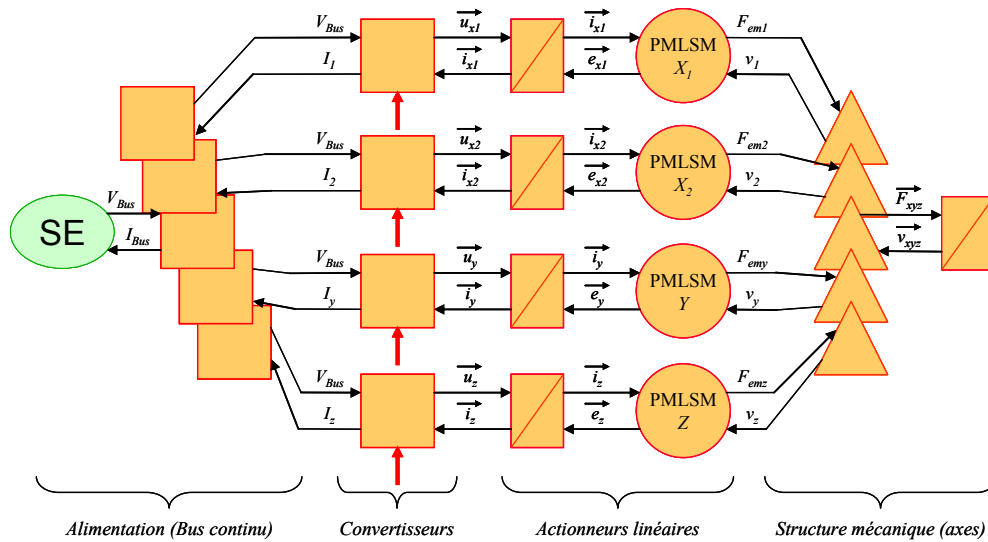 V_Bus u_x1 i_x1 F_em1
I_1 i_x1 e_x1 PMLSM X_1 v_1
V_Bus u_x2 i_x2 F_em2
I_2 i_x2 e_x2 PMLSM X_2 v_2
V_Bus SE I_Bus
F_xyz v_xyz
V_Bus u_y i_y F_emy
I_y i_y e_y PMLSM Y v_y
V_Bus u_z i_z F_emz
I_z i_z e_z PMLSM Z v_z
Alimentation (Bus continu) Convertisseurs Actionneurs linéaires Structure mécanique (axes)